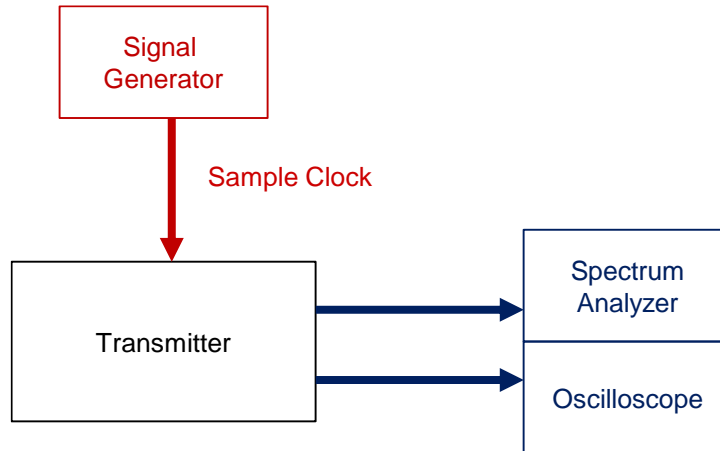 Signal
Generator
Sample Clock
Spectrum
Analyzer
Transmitter
Oscilloscope